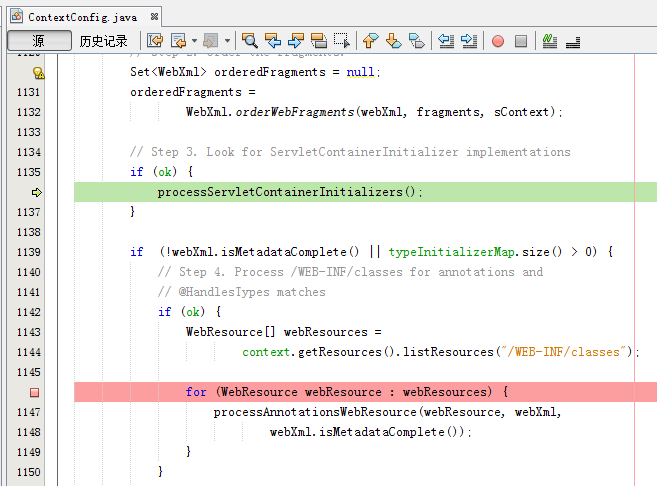 ContextConfig.java
源 历史记录
// Step 2. Order the fragments.
Set<WebXml> orderedFragments = null;
1131 orderedFragments =
1132 WebXml.orderWebFragments(webXml, fragments, sContext);
1133
1134 // Step 3. Look for ServletContainerInitializer implementations
1135 if (ok) {
processServletContainerInitializers();
1137 }
1138
1139 if  (!webXml.isMetadataComplete() || typeInitializerMap.size() > 0) {
1140 // Step 4. Process /WEB-INF/classes for annotations and
1141 // @HandlesTypes matches
1142 if (ok) {
1143 WebResource[] webResources =
1144 context.getResources().listResources("/WEB-INF/classes");
1145
for (WebResource webResource : webResources) {
1147 processAnnotationsWebResource(webResource, webXml,
1148 webXml.isMetadataComplete());
1149 }
1150 }